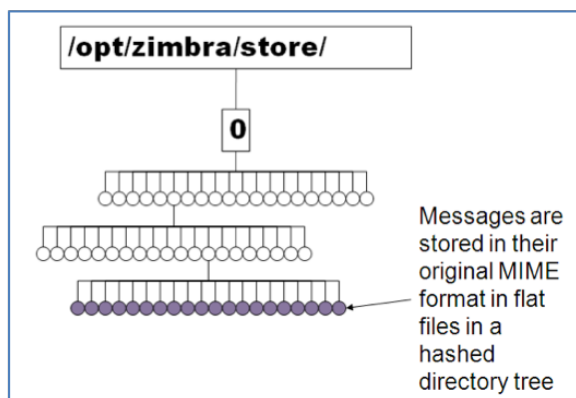 /opt/zimbra/store/
0
Messages are
stored in their
original MIME
format in flat
files in a
hashed
directory tree